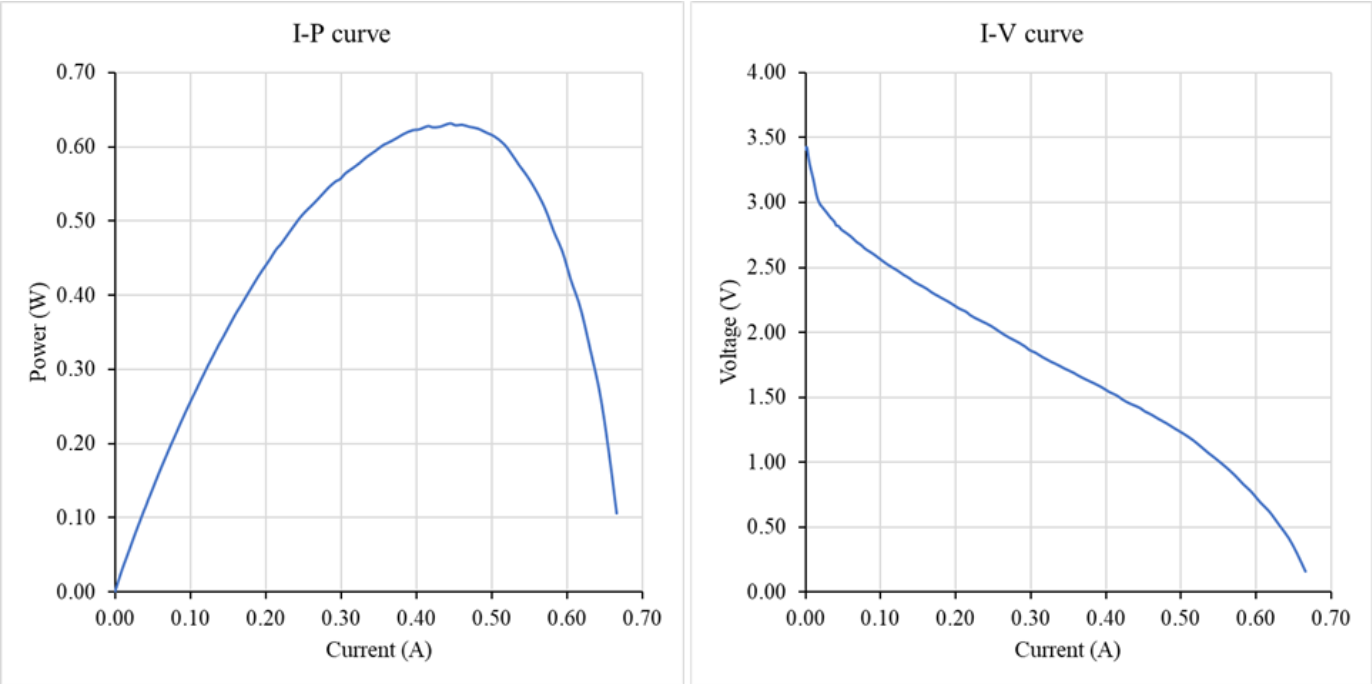 I-P curve
0.70
0.60
0.50
0.40
0.30
0.20
0.10
0.00
Power (W)
0.00 0.10 0.20 0.30 0.40 0.50 0.60 0.70
Current (A)
I-V curve
4.00
3.50
3.00
2.50
2.00
1.50
1.00
0.50
0.00
Voltage (V)
0.00 0.10 0.20 0.30 0.40 0.50 0.60 0.70
Current (A)